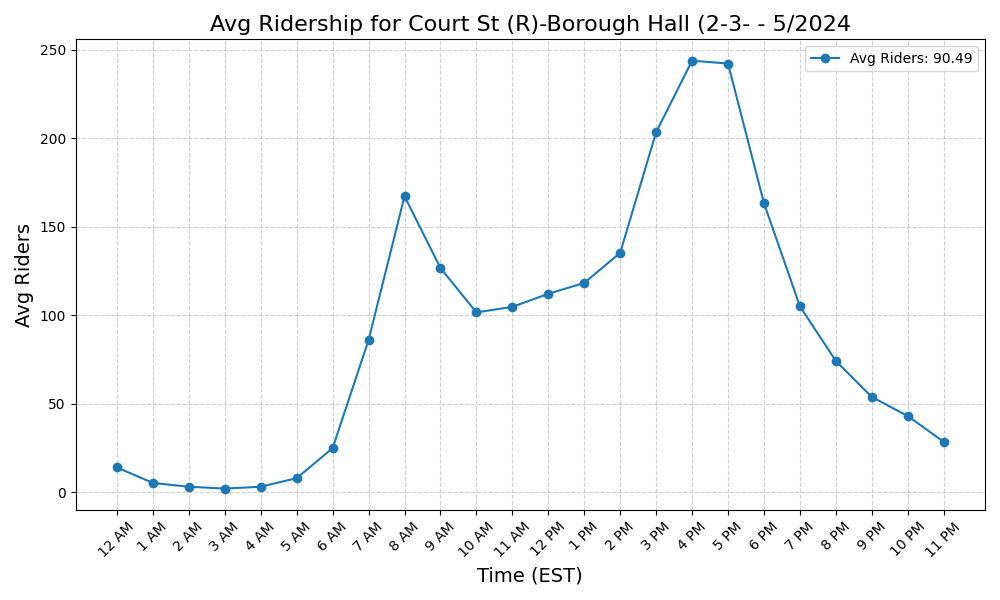 Avg Ridership for Court St (R)-Borough Hall (2-3- - 5/2024
Avg Riders: 90.49
Avg Riders
250
200
150
100
50
0
12 AM
1 AM
2 AM
3 AM
4 AM
5 AM
6 AM
7 AM
8 AM
9 AM
10 AM
11 AM
12 PM
1 PM
2 PM
3 PM
4 PM
5 PM
6 PM
7 PM
8 PM
9 PM
10 PM
11 PM
Time (EST)